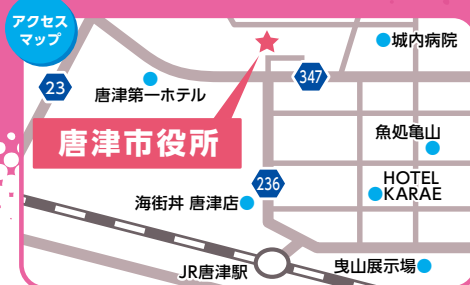 アクセス
マップ
城内病院
347
23
唐津第一ホテル
魚処亀山
唐津市役所
HOTEL
KARAE
236
海街丼 唐津店
JR唐津駅
曳山展示場